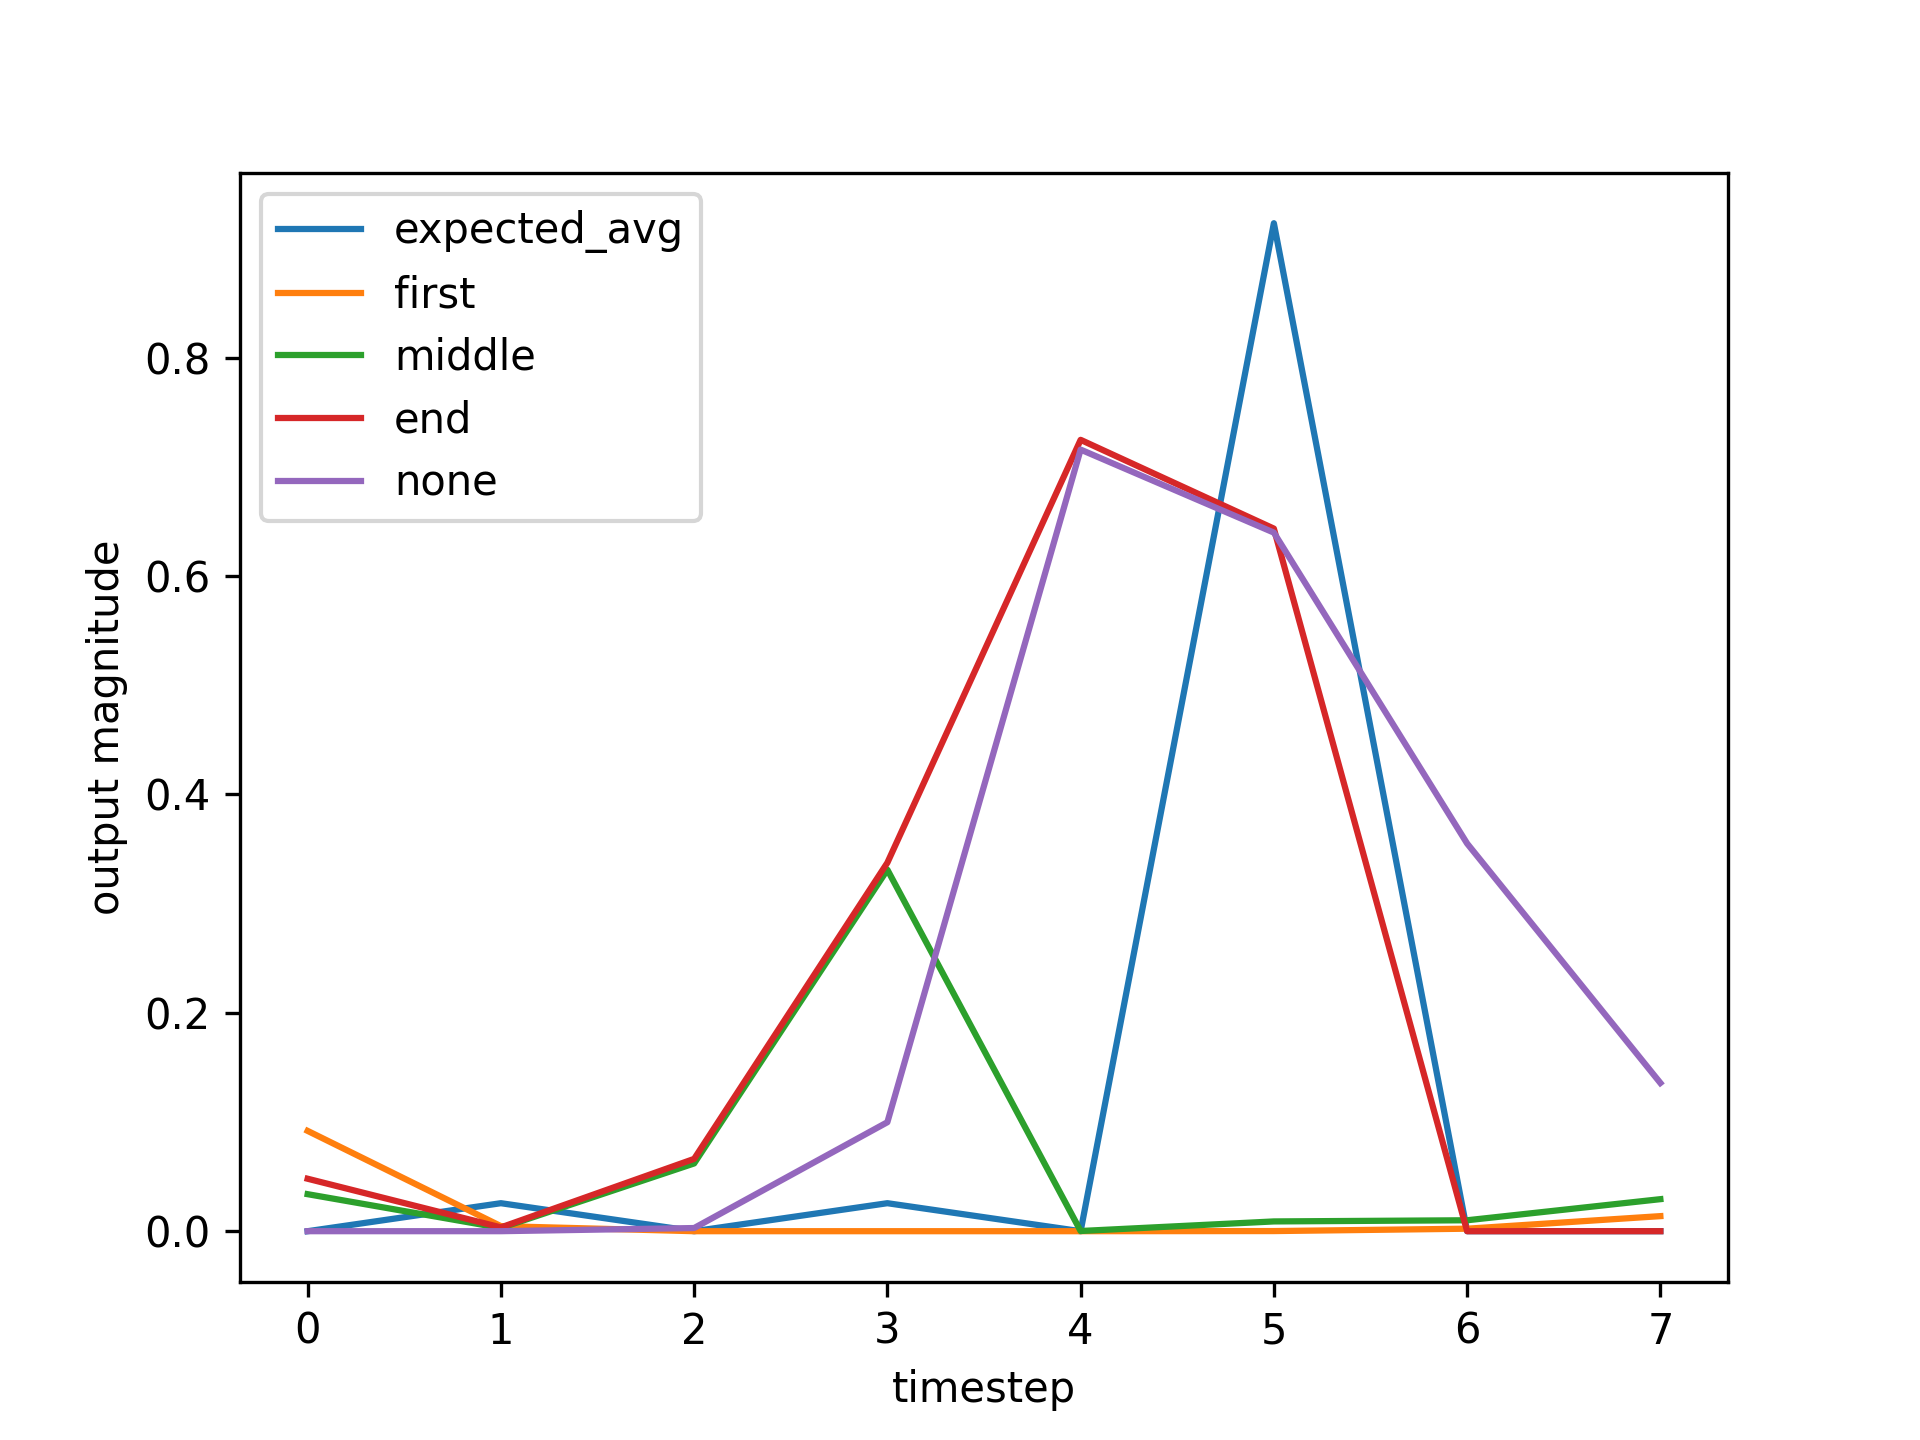 expected_avg
first
middle
end
none
0.8
0.6
0.4
0.2
0.0
output magnitude
0 1 2 3 4 5 6 7
timestep